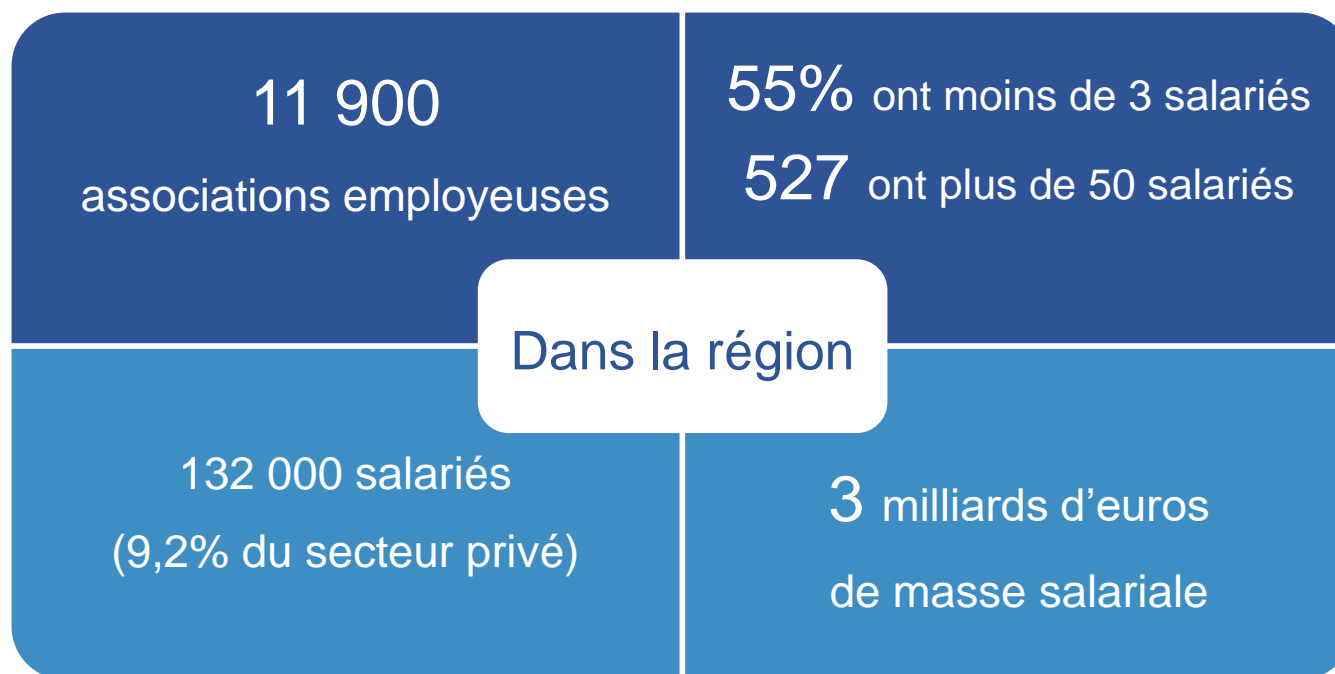 11 900
associations employeuses
55% ont moins de 3 salariés
527 ont plus de 50 salariés
Dans la région
132 000 salariés
(9,2% du secteur privé)
3 milliards d’euros
de masse salariale